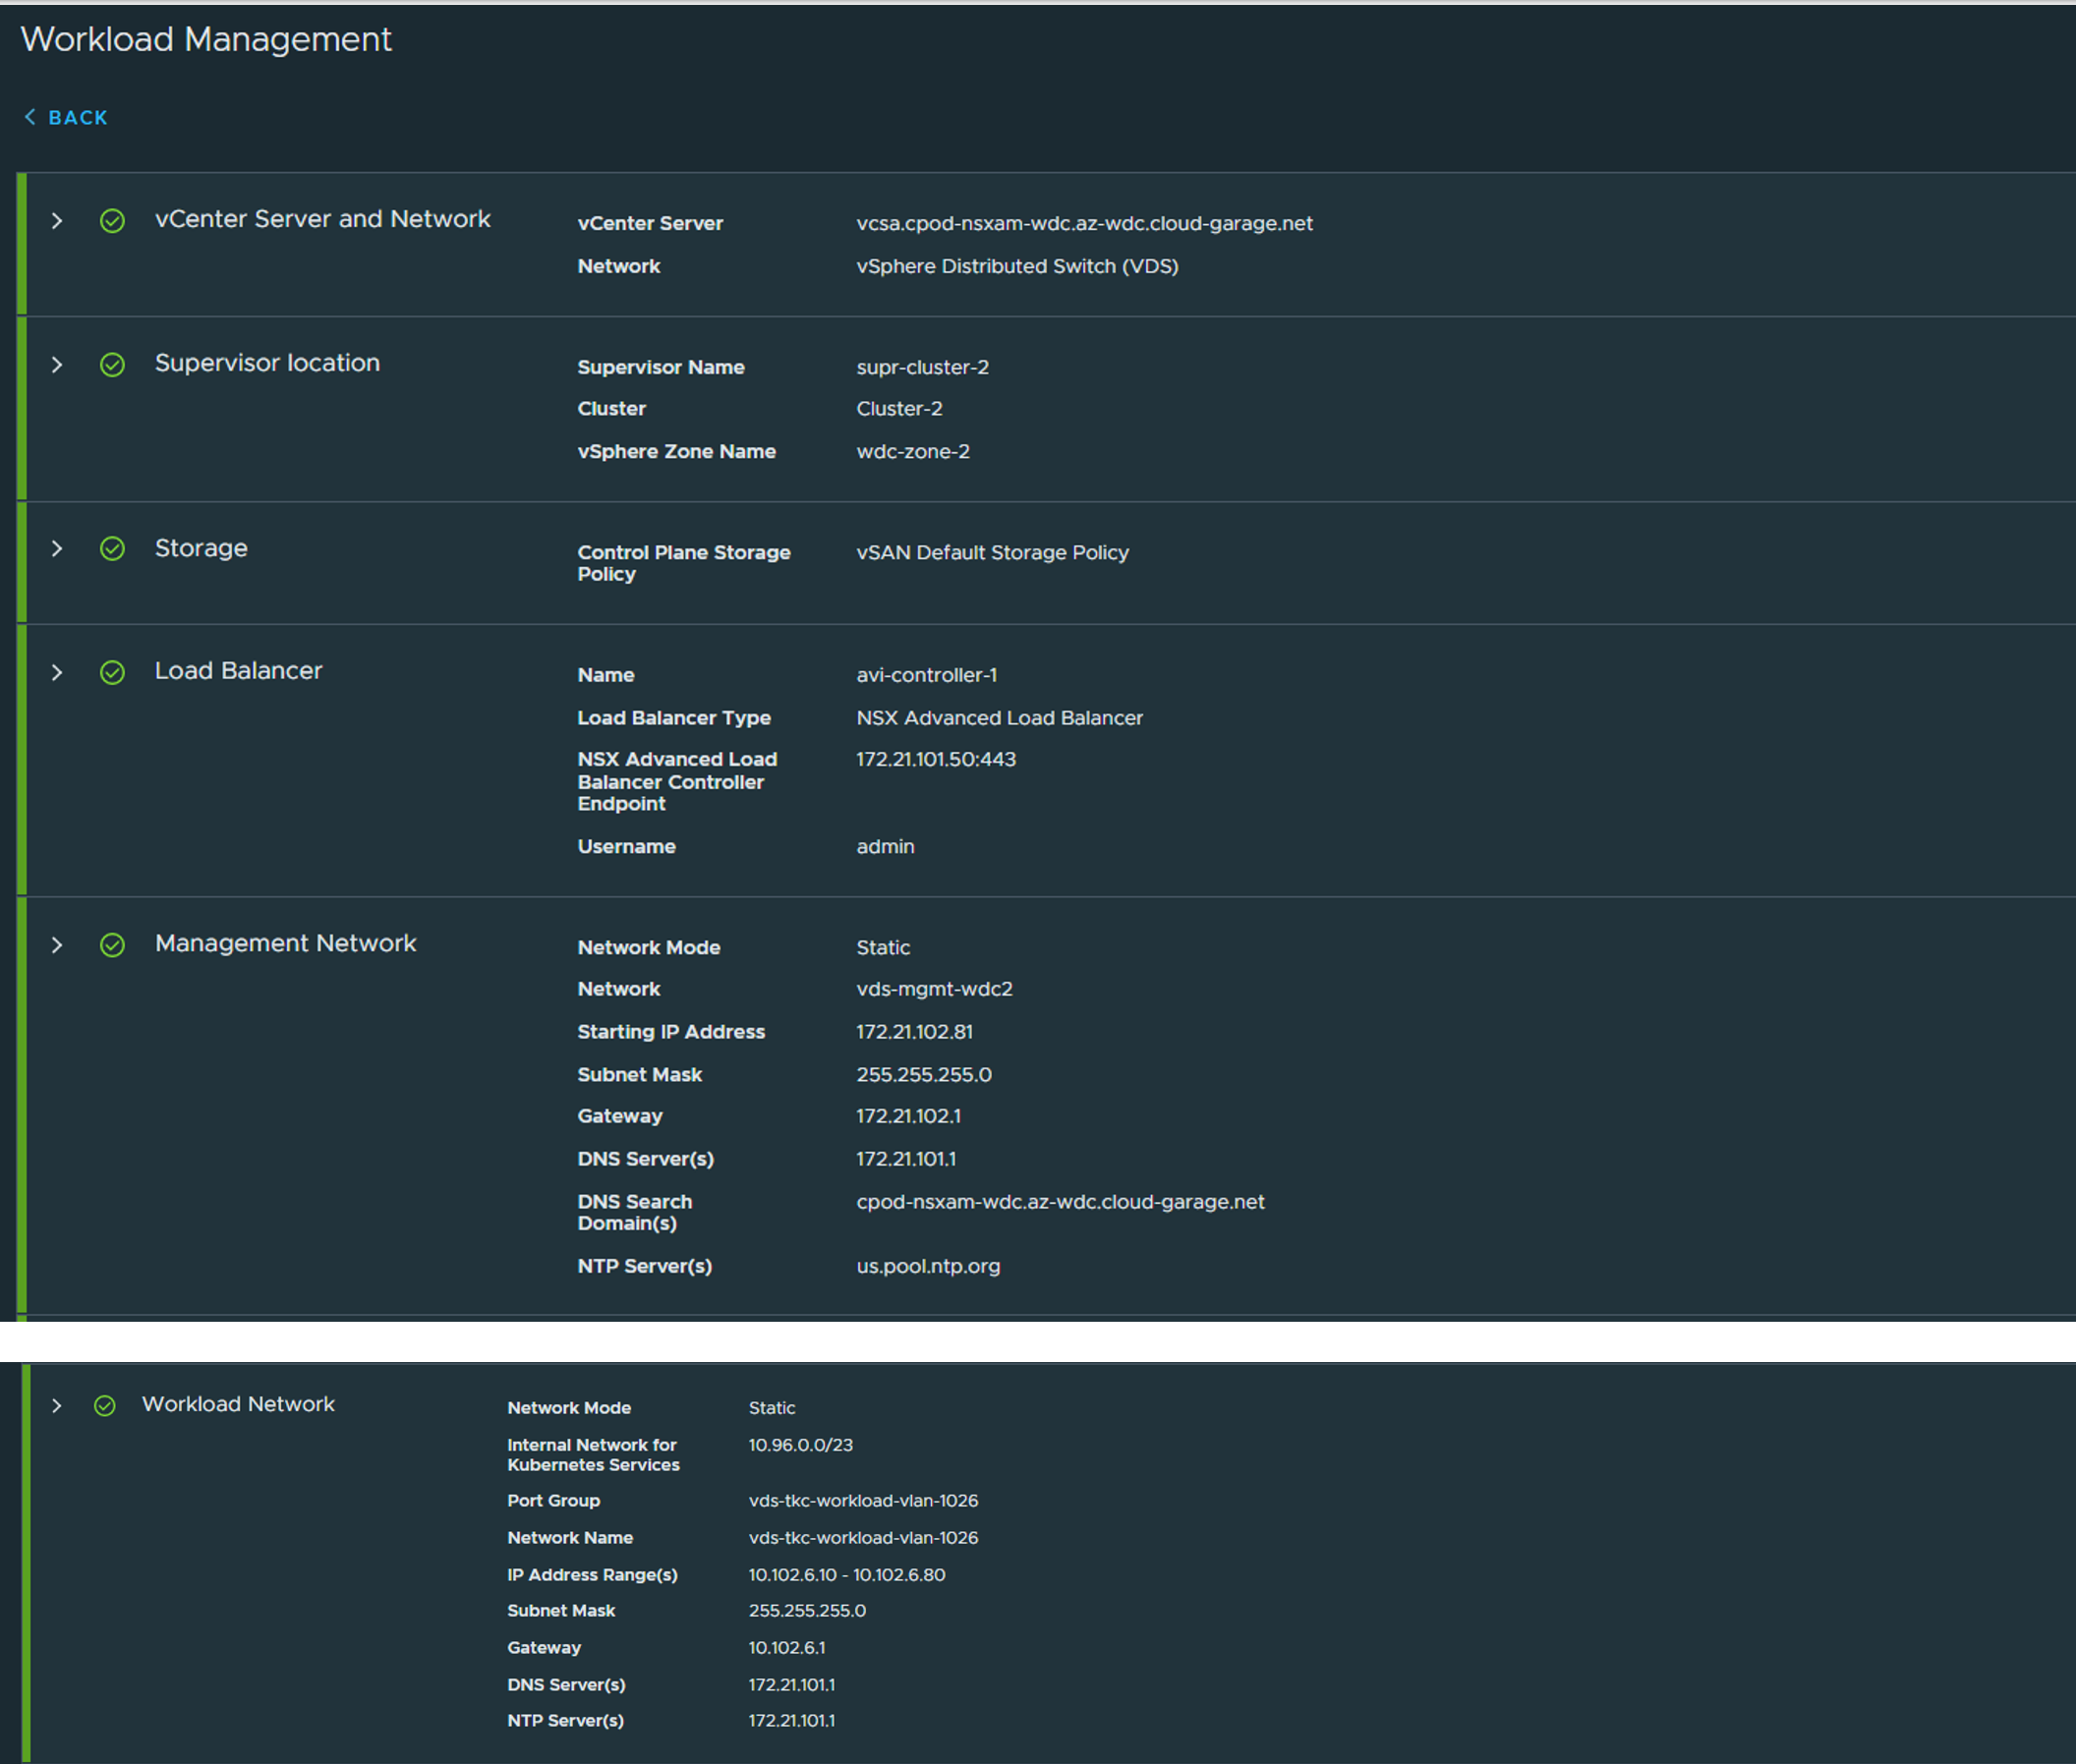 Workload Management
BACK
vCenter Server and Network
vCenter Server vcsa.cpod-nsxam-wdc.az-wdc.cloud-garage.net
Network vSphere Distributed Switch (VDS)
Supervisor location
Supervisor Name supr-cluster-2
Cluster Cluster-2
vSphere Zone Name wdc-zone-2
Storage
Control Plane Storage vSAN Default Storage Policy
Policy
Load Balancer
Name avi-controller-1
Load Balancer Type NSX Advanced Load Balancer
NSX Advanced Load 172.21.101.50:443
Balancer Controller
Endpoint
Username admin
Management Network
Network Mode Static
Network vds-mgmt-wdc2
Starting IP Address 172.21.102.81
Subnet Mask 255.255.255.0
Gateway 172.21.102.1
DNS Server(s) 172.21.101.1
DNS Search cpod-nsxam-wdc.az-wdc.cloud-garage.net
Domain(s)
NTP Server(s) us.pool.ntp.org
Workload Network
Network Mode Static
Internal Network for 10.96.0.0/23
Kubernetes Services
Port Group vds-tkc-workload-vlan-1026
Network Name vds-tkc-workload-vlan-1026
IP Address Range(s) 10.102.6.10 - 10.102.6.80
Subnet Mask 255.255.255.0
Gateway 10.102.6.1
DNS Server(s) 172.21.101.1
NTP Server(s) 172.21.101.1